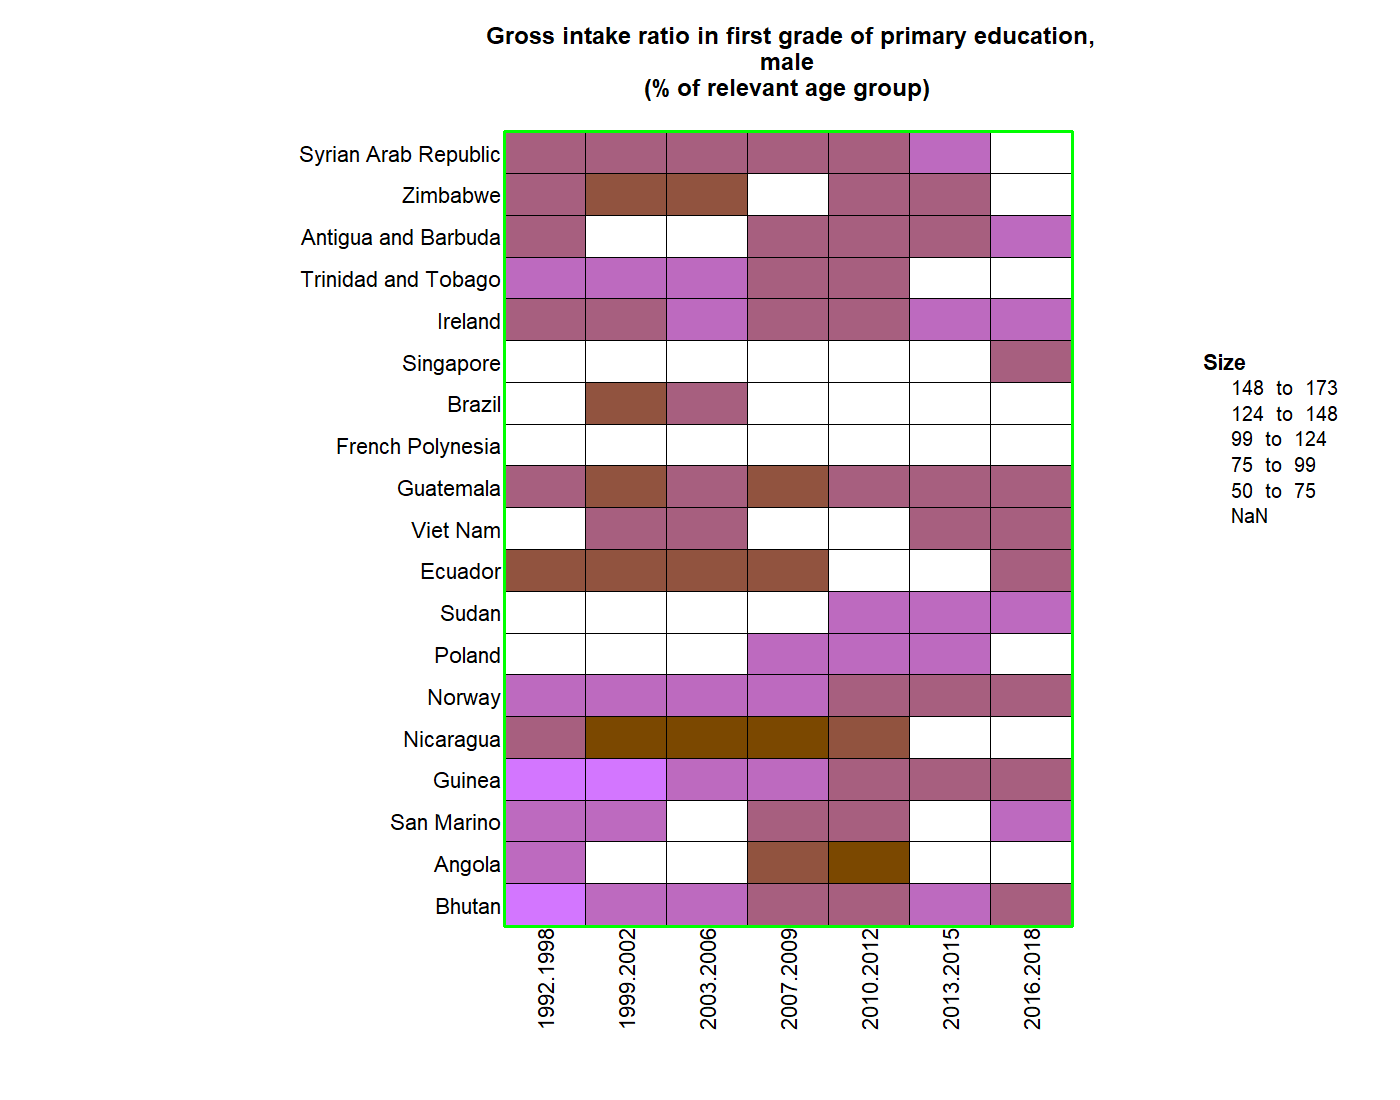 Gross intake ratio in first grade of primary education,
male
(% of relevant age group)
Syrian Arab Republic
Zimbabwe
Antigua and Barbuda
Trinidad and Tobago
Ireland
Singapore
Brazil
French Polynesia
Guatemala
Viet Nam
Ecuador
Sudan
Poland
Norway
Nicaragua
Guinea
San Marino
Angola
Bhutan
1992.1998
1999.2002
2003.2006
2007.2009
2010.2012
2013.2015
2016.2018
Size
148 to 173
124 to 148
99 to 124
75 to 99
50 to 75
NaN